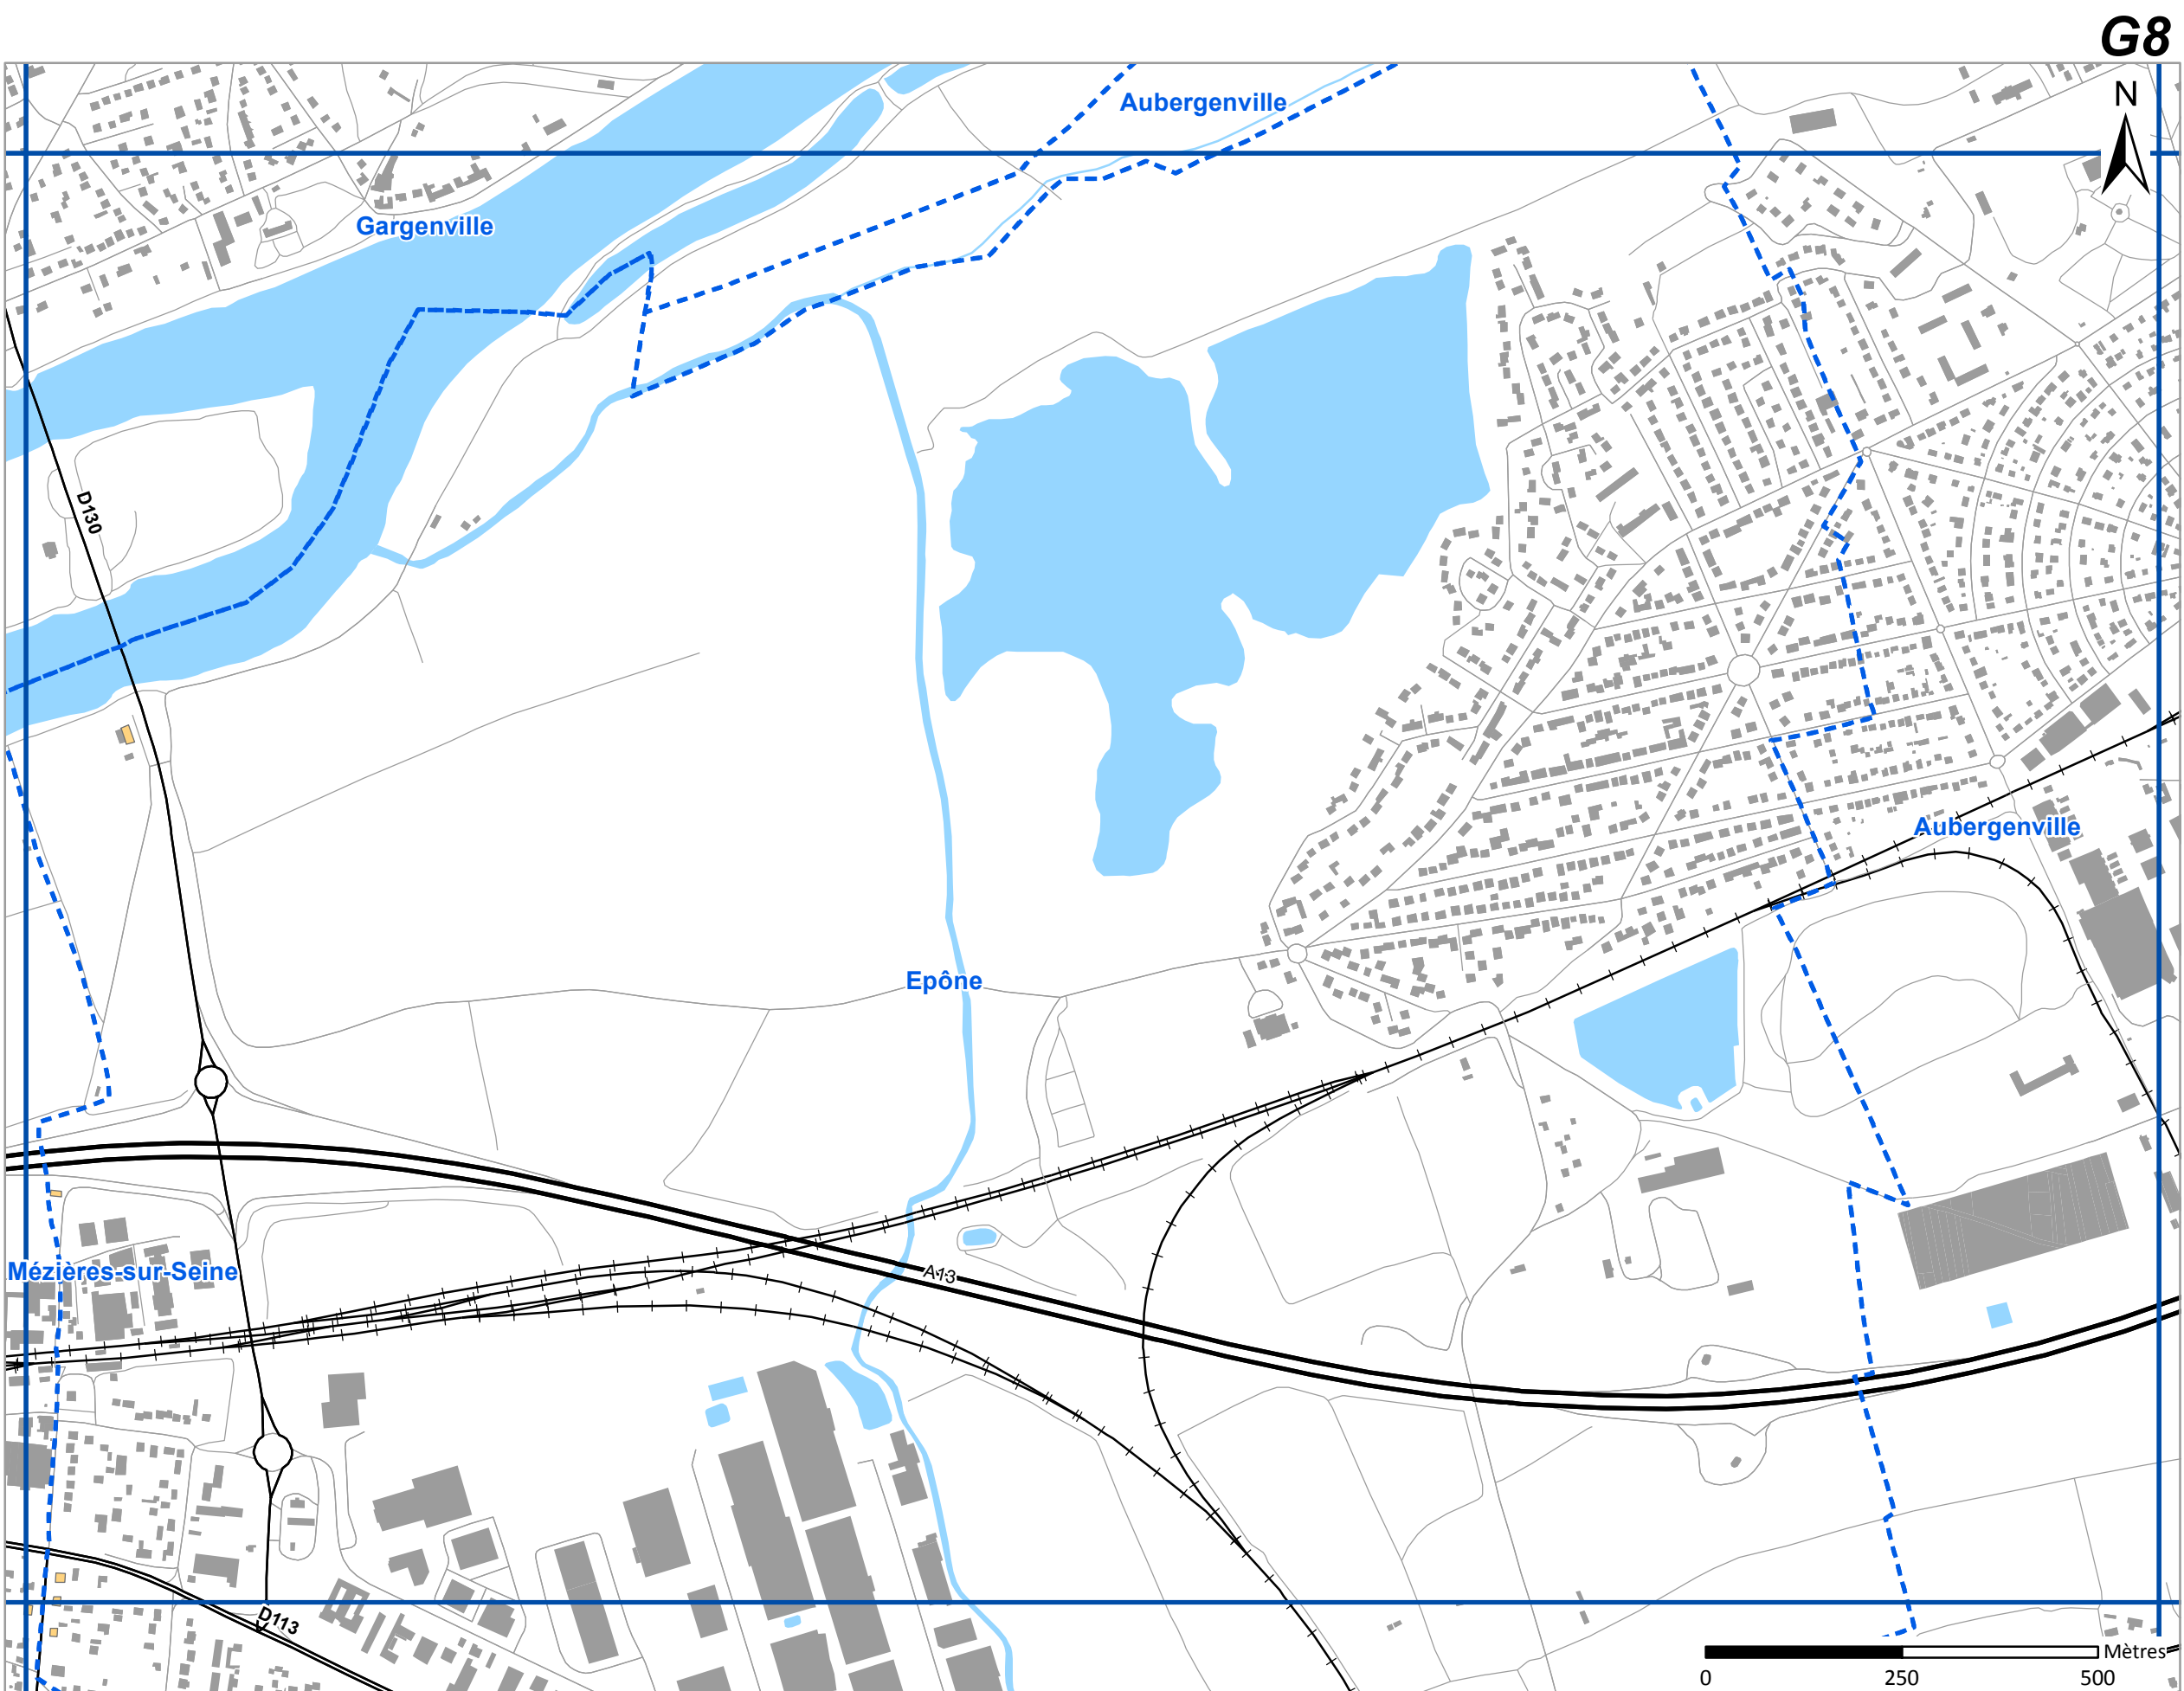 G8
N
Aubergenville
Gargenville
D130
Aubergenville
Epône
Mézières-sur-Seine
A13
D113
Mètres
0 250 500